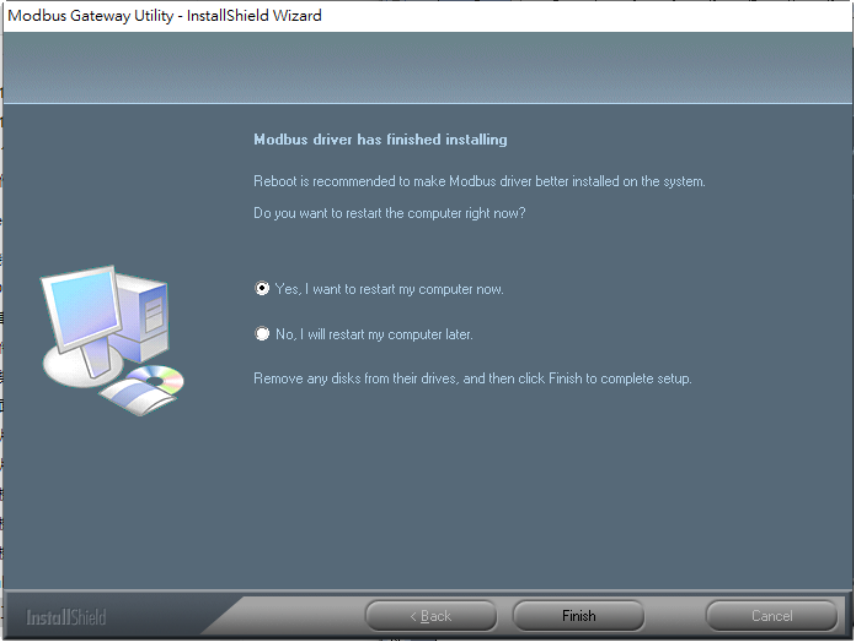 Modbus Gateway Utility - InstallShield Wizard
Modbus driver has finished installing
Reboot is recommended to make Modbus driver better installed on the system.
Do you want to restart the computer right now?
Yes, I want to restart my computer now.
No, I will restart my computer later.
Remove any disks from their drives, and then click Finish to complete setup.
InstallShield
< Back
Finish
Cancel